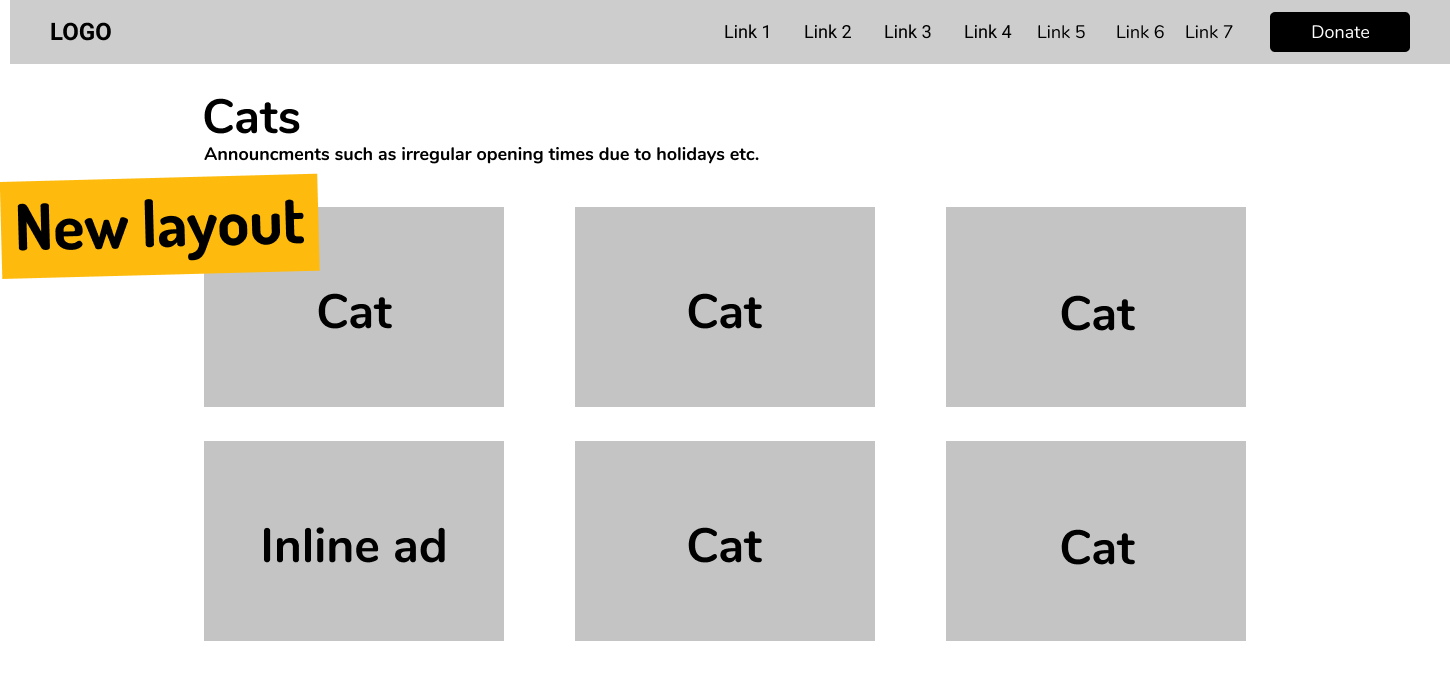 LOGO Link 1 Link 2 Link 3 Link 4 Link 5 Link 6 Link 7 Donate
Cats
Announcments such as irregular opening times due to holidays etc.
New layout
Cat Cat Cat
Inline ad Cat Cat